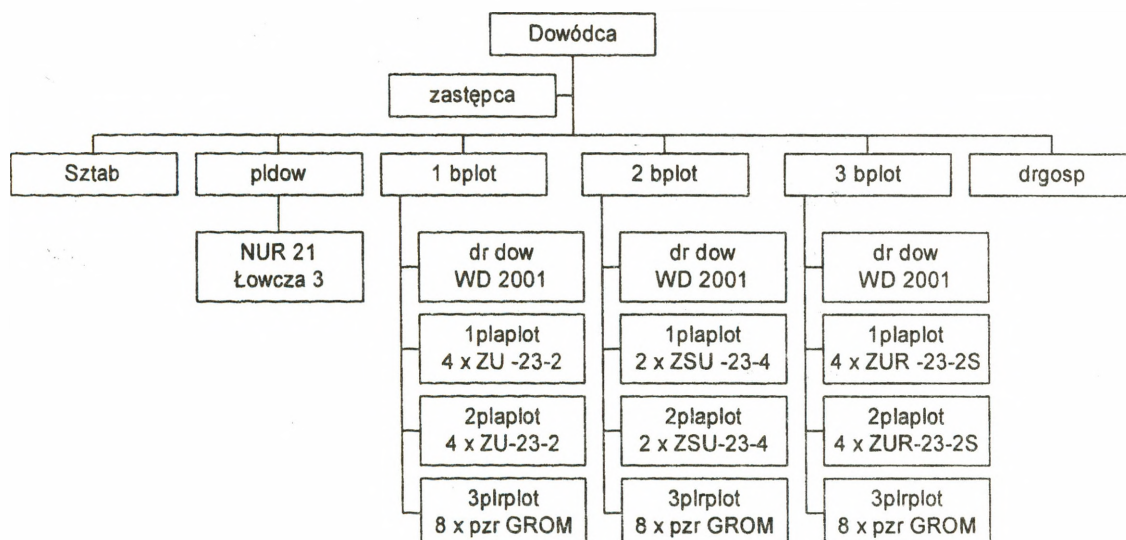 Dowódca
zastępca
Sztab
pldow
1 bplot
2 bplot
3 bplot
drgosp
NUR 21
Łowcza 3
dr dow
WD 2001
1plaplot
4 x ZU -23-2
2plaplot
4 x ZU-23-2
3plrplot
8 x pzr GROM
dr dow
WD 2001
1plaplot
2 x ZSU -23-4
2plaplot
2 x ZSU-23-4
3plrplot
8 x pzr GROM
dr dow
WD 2001
1plaplot
4 x ZUR -23-2S
2plaplot
4 x ZUR-23-2S
3plrplot
8 x pzr GROM